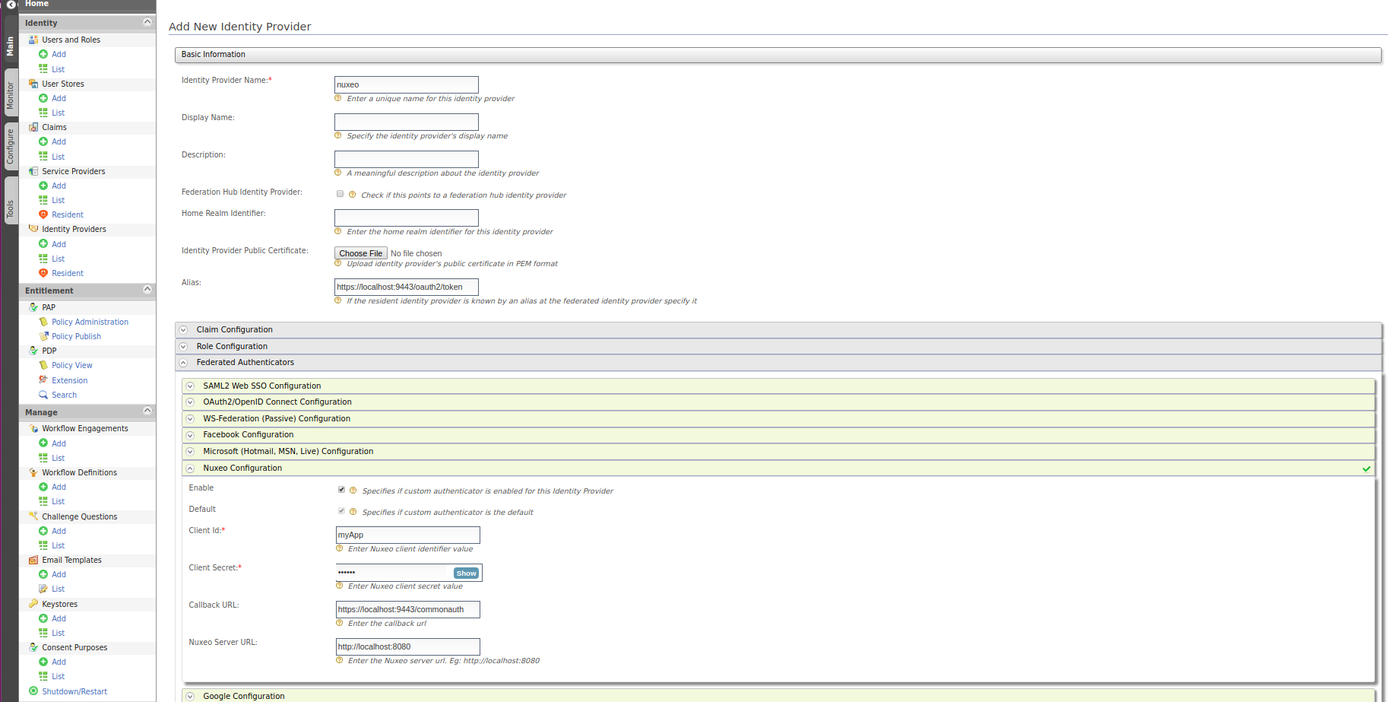 Home
Main
Monitor
Configure
Tools
Identity
Users and Roles
Add
List
User Stores
Add
List
Claims
Add
List
Service Providers
Add
List
Resident
Identity Providers
Add
List
Resident
Entitlement
PAP
Policy Administration
Policy Publish
PDP
Policy View
Extension
Search
Manage
Workflow Engagements
Add
List
Workflow Definitions
Add
List
Challenge Questions
Add
List
Email Templates
Add
List
Keystores
Add
List
Consent Purposes
Add
List
Shutdown/Restart
Add New Identity Provider
Basic Information
Identity Provider Name:* nuxeo
Enter a unique name for this identity provider
Display Name:
Specify the identity provider's display name
Description:
A meaningful description about the identity provider
Federation Hub Identity Provider: Check if this points to a federation hub identity provider
Home Realm Identifier:
Enter the home realm identifier for this identity provider
Identity Provider Public Certificate: Choose File No file chosen
Upload identity provider's public certificate in PEM format
Alias: https://localhost:9443/oauth2/token
If the resident identity provider is known by an alias at the federated identity provider specify it
Claim Configuration
Role Configuration
Federated Authenticators
SAML2 Web SSO Configuration
OAuth2/OpenID Connect Configuration
WS-Federation (Passive) Configuration
Facebook Configuration
Microsoft (Hotmail, MSN, Live) Configuration
Nuxeo Configuration
Enable Specifies if custom authenticator is enabled for this Identity Provider
Default Specifies if custom authenticator is the default
Client Id:* myApp
Enter Nuxeo client identifier value
Client Secret:* •••••• Show
Enter Nuxeo client secret value
Callback URL: https://localhost:9443/commonauth
Enter the callback url
Nuxeo Server URL: http://localhost:8080
Enter the Nuxeo server url. Eg: http://localhost:8080
Google Configuration